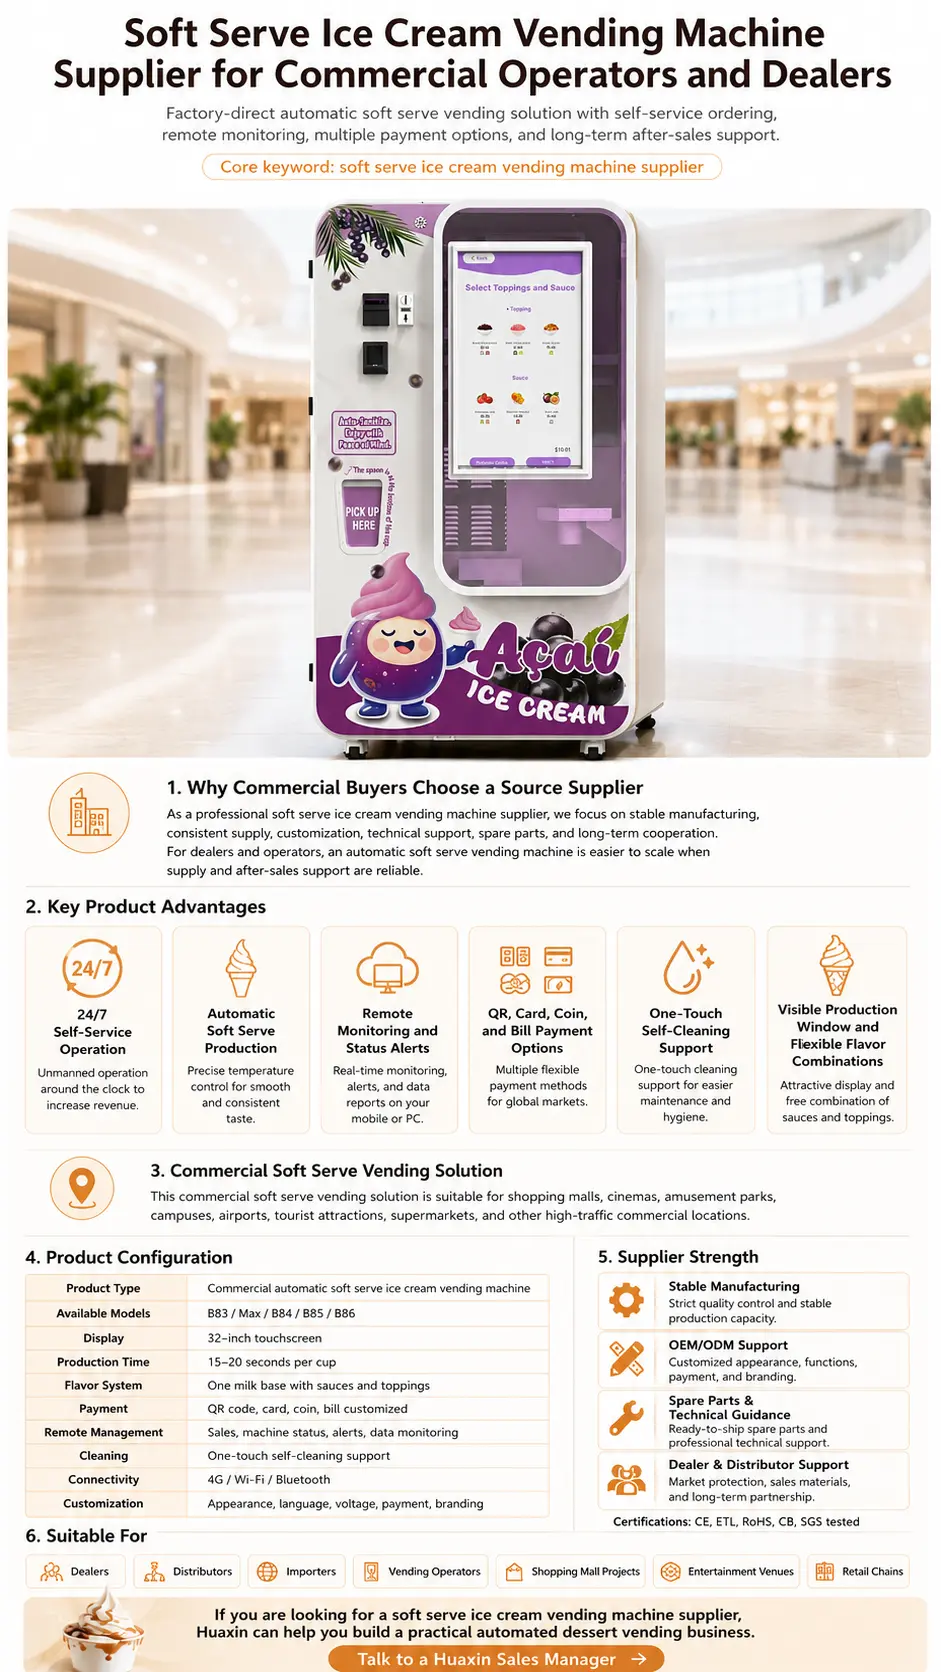 Soft Serve Ice Cream Vending Machine
Supplier for Commercial Operators and Dealers
Factory-direct automatic soft serve vending solution with self-service ordering,
remote monitoring, multiple payment options, and long-term after-sales support.
Core keyword: soft serve ice cream vending machine supplier
Select Toppings and Sauce
• Topping
Sauce
$10.01
Auto-Sanitize,
Enjoy with
Peace of Mind.
The spoon is at the bottom of the cup.
PICK UP
HERE
Açaí
ICE CREAM
1. Why Commercial Buyers Choose a Source Supplier
As a professional soft serve ice cream vending machine supplier, we focus on stable manufacturing,
consistent supply, customization, technical support, spare parts, and long-term cooperation.
For dealers and operators, an automatic soft serve vending machine is easier to scale when
supply and after-sales support are reliable.
2. Key Product Advantages
24/7
24/7
Self-Service
Operation
Unmanned operation
around the clock to
increase revenue.
Automatic
Soft Serve
Production
Precise temperature
control for smooth
and consistent
taste.
Remote
Monitoring and
Status Alerts
Real-time monitoring,
alerts, and data
reports on your
mobile or PC.
QR, Card, Coin,
and Bill Payment
Options
Multiple flexible
payment methods
for global markets.
One-Touch
Self-Cleaning
Support
One-touch cleaning
support for easier
maintenance and
hygiene.
Visible Production
Window and
Flexible Flavor
Combinations
Attractive display and
free combination of
sauces and toppings.
3. Commercial Soft Serve Vending Solution
This commercial soft serve vending solution is suitable for shopping malls, cinemas, amusement parks,
campuses, airports, tourist attractions, supermarkets, and other high-traffic commercial locations.
4. Product Configuration
Product Type Commercial automatic soft serve ice cream vending machine
Available Models B83 / Max / B84 / B85 / B86
Display 32-inch touchscreen
Production Time 15–20 seconds per cup
Flavor System One milk base with sauces and toppings
Payment QR code, card, coin, bill customized
Remote Management Sales, machine status, alerts, data monitoring
Cleaning One-touch self-cleaning support
Connectivity 4G / Wi-Fi / Bluetooth
Customization Appearance, language, voltage, payment, branding
5. Supplier Strength
Stable Manufacturing
Strict quality control and stable
production capacity.
OEM/ODM Support
Customized appearance, functions,
payment, and branding.
Spare Parts &
Technical Guidance
Ready-to-ship spare parts and
professional technical support.
Dealer & Distributor Support
Market protection, sales materials,
and long-term partnership.
Certifications: CE, ETL, RoHS, CB, SGS tested
6. Suitable For
Dealers
Distributors
Importers
Vending Operators
Shopping Mall Projects
Entertainment Venues
Retail Chains
If you are looking for a soft serve ice cream vending machine supplier,
Huaxin can help you build a practical automated dessert vending business.
Talk to a Huaxin Sales Manager →